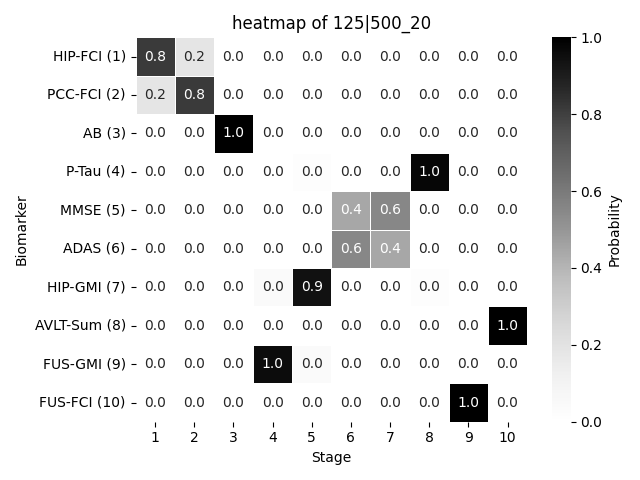 heatmap of 125|500_20
HIP-FCI (1) 0.8 0.2 0.0 0.0 0.0 0.0 0.0 0.0 0.0 0.0
PCC-FCI (2) 0.2 0.8 0.0 0.0 0.0 0.0 0.0 0.0 0.0 0.0
AB (3) 0.0 0.0 1.0 0.0 0.0 0.0 0.0 0.0 0.0 0.0
P-Tau (4) 0.0 0.0 0.0 0.0 0.0 0.0 0.0 1.0 0.0 0.0
MMSE (5) 0.0 0.0 0.0 0.0 0.0 0.4 0.6 0.0 0.0 0.0
ADAS (6) 0.0 0.0 0.0 0.0 0.0 0.6 0.4 0.0 0.0 0.0
HIP-GMI (7) 0.0 0.0 0.0 0.0 0.9 0.0 0.0 0.0 0.0 0.0
AVLT-Sum (8) 0.0 0.0 0.0 0.0 0.0 0.0 0.0 0.0 0.0 1.0
FUS-GMI (9) 0.0 0.0 0.0 1.0 0.0 0.0 0.0 0.0 0.0 0.0
FUS-FCI (10) 0.0 0.0 0.0 0.0 0.0 0.0 0.0 0.0 1.0 0.0
1 2 3 4 5 6 7 8 9 10
Stage
Biomarker
1.0
0.8
0.6
0.4
0.2
0.0
Probability